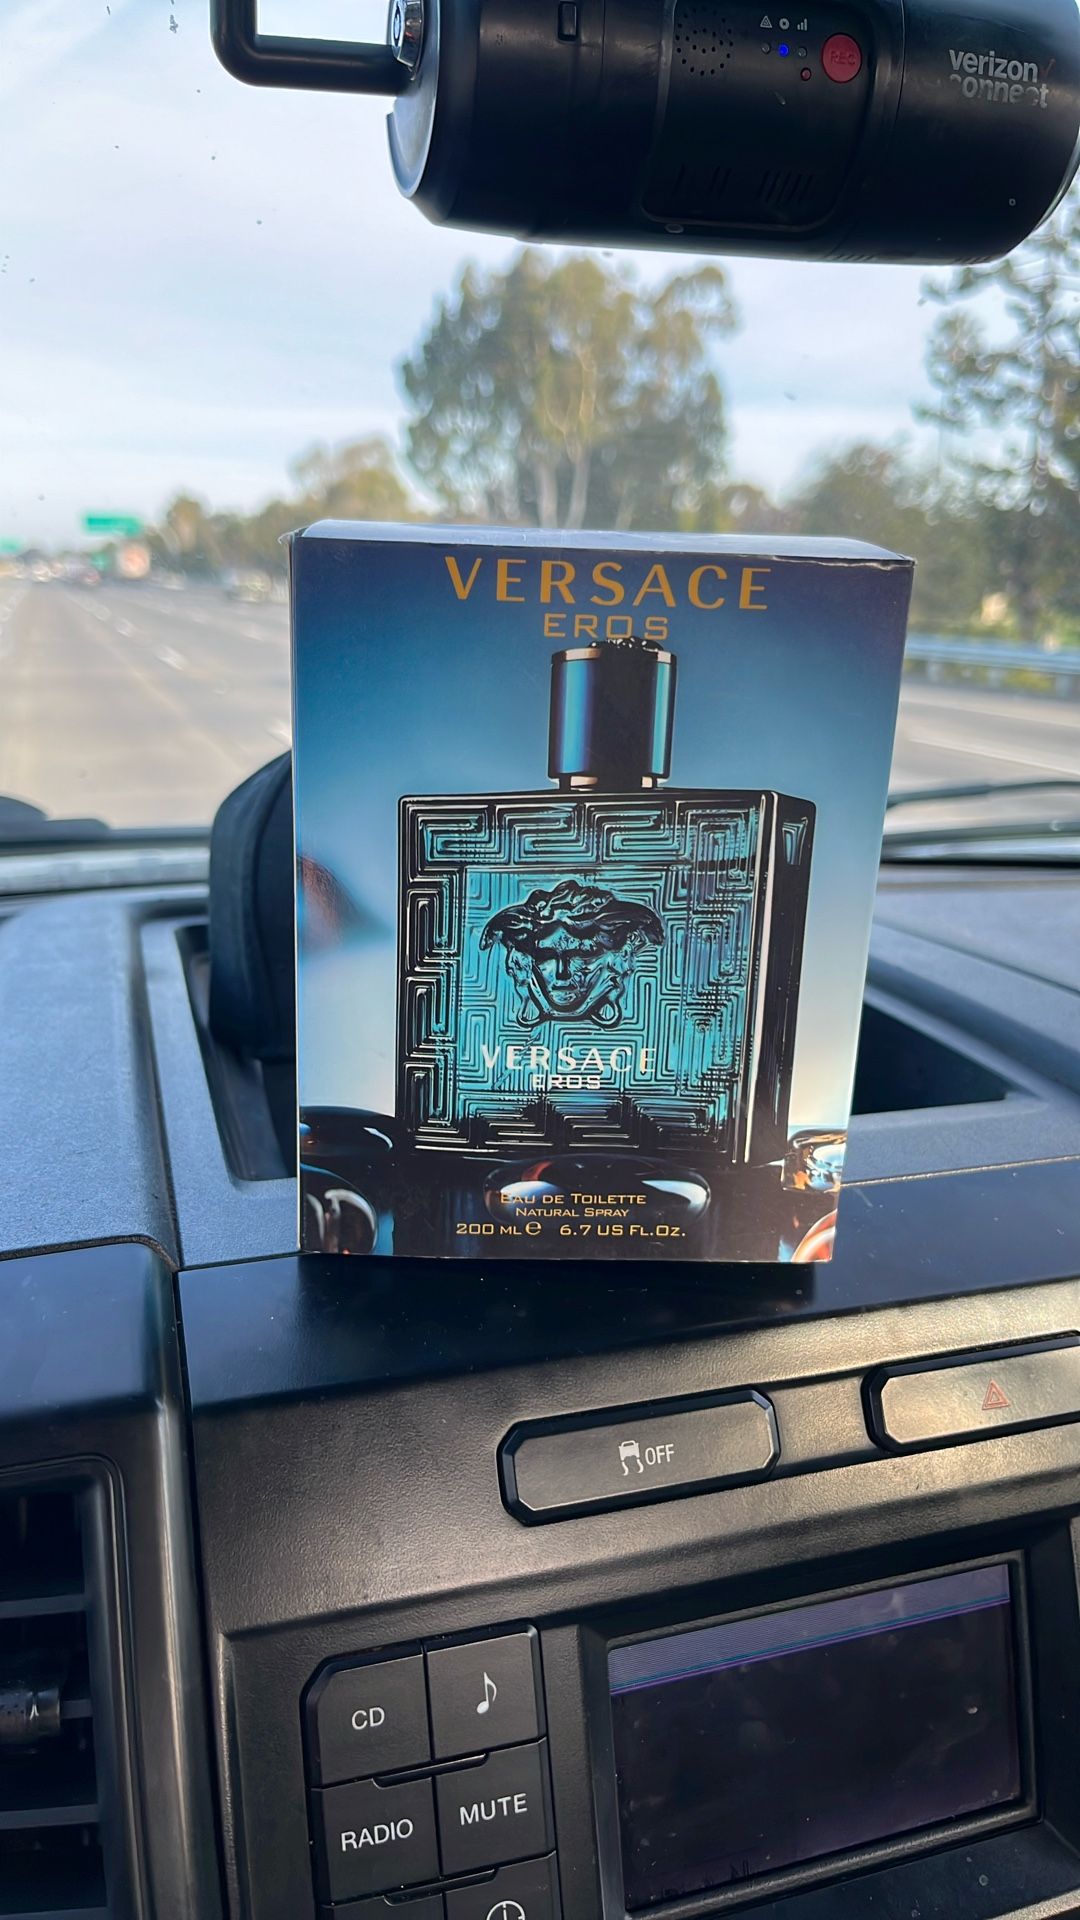 REC
verizon
connect
VERSACE
EROS
VERSACE
EROS
EAU DE TOILETTE
NATURAL SPRAY
200 ML℮ 6.7 US FL.OZ.
OFF
CD
RADIO
MUTE